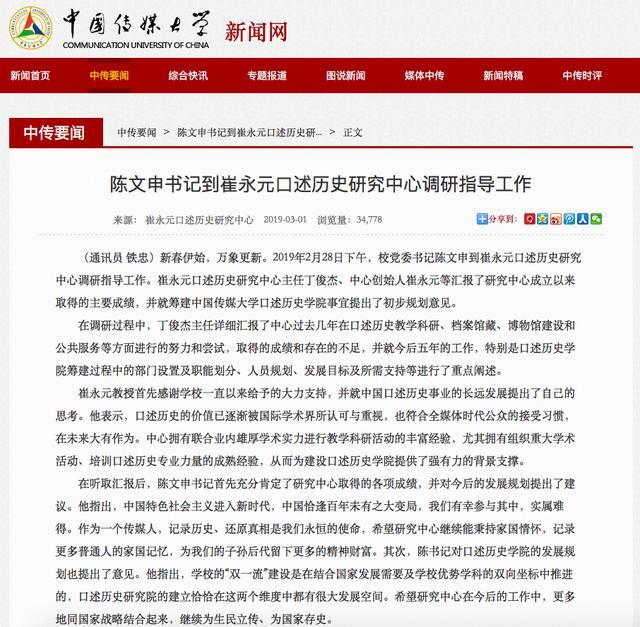 中国传媒大学
COMMUNICATION UNIVERSITY OF CHINA
新闻网
新闻首页 中传要闻 综合快讯 专题报道 图说新闻 媒体中传 新闻特稿 中传时评
中传要闻
中传要闻 > 陈文申书记到崔永元口述历史研... > 正文
陈文申书记到崔永元口述历史研究中心调研指导工作
来源： 崔永元口述历史研究中心 2019-03-01 浏览量：34,778
分享到:
（通讯员 铁忠）新春伊始，万象更新。2019年2月28日下午，校党委书记陈文申到崔永元口述历史研究
中心调研指导工作。崔永元口述历史研究中心主任丁俊杰、中心创始人崔永元等汇报了研究中心成立以来
取得的主要成绩，并就筹建中国传媒大学口述历史学院事宜提出了初步规划意见。
在调研过程中，丁俊杰主任详细汇报了中心过去几年在口述历史教学科研、档案馆藏、博物馆建设和
公共服务等方面进行的努力和尝试，取得的成绩和存在的不足，并就今后五年的工作，特别是口述历史学
院筹建过程中的部门设置及职能划分、人员规划、发展目标及所需支持等进行了重点阐述。
崔永元教授首先感谢学校一直以来给予的大力支持，并就中国口述历史事业的长远发展提出了自己的
思考。他表示，口述历史的价值已逐渐被国际学术界所认可与重视，也符合全媒体时代公众的接受习惯，
在未来大有作为。中心拥有联合业内雄厚学术实力进行教学科研活动的丰富经验，尤其拥有组织重大学术
活动、培训口述历史专业力量的成熟经验，从而为建设口述历史学院提供了强有力的背景支撑。
在听取汇报后，陈文申书记首先充分肯定了研究中心取得的各项成绩，并对今后的发展规划提出了建
议。他指出，中国特色社会主义进入新时代，中国恰逢百年未有之大变局，我们有幸参与其中，实属难
得。作为一个传媒人，记录历史、还原真相是我们永恒的使命，希望研究中心继续能秉持家国情怀，记录
更多普通人的家国记忆，为我们的子孙后代留下更多的精神财富。其次，陈书记对口述历史学院的发展规
划也提出了意见。他指出，学校的“双一流”建设是在结合国家发展需要及学校优势学科的双向坐标中推进
的，口述历史研究院的建立恰恰在这两个维度中都有很大发展空间。希望研究中心在今后的工作中，更多
地同国家战略结合起来，继续为生民立传、为国家存史。